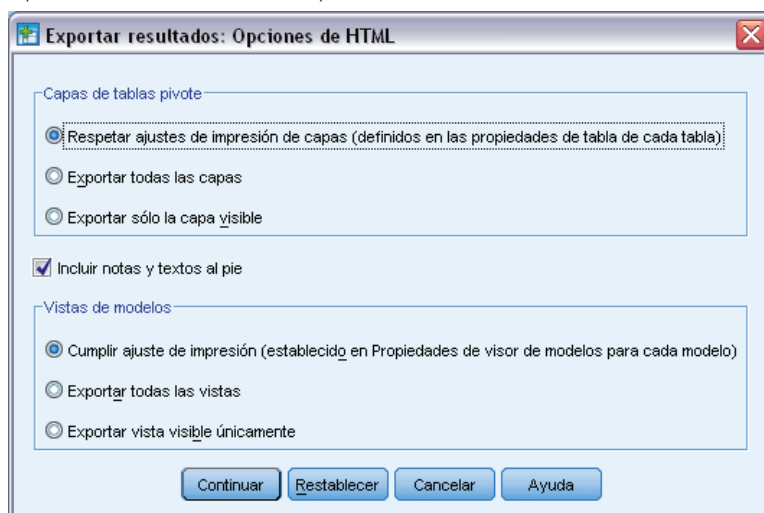 Exportar resultados: Opciones de HTML
Capas de tablas pivote
Respetar ajustes de impresión de capas (definidos en las propiedades de tabla de cada tabla)
Exportar todas las capas
Exportar sólo la capa visible
Incluir notas y textos al pie
Vistas de modelos
Cumplir ajuste de impresión (establecido en Propiedades de visor de modelos para cada modelo)
Exportar todas las vistas
Exportar vista visible únicamente
Continuar Restablecer Cancelar Ayuda